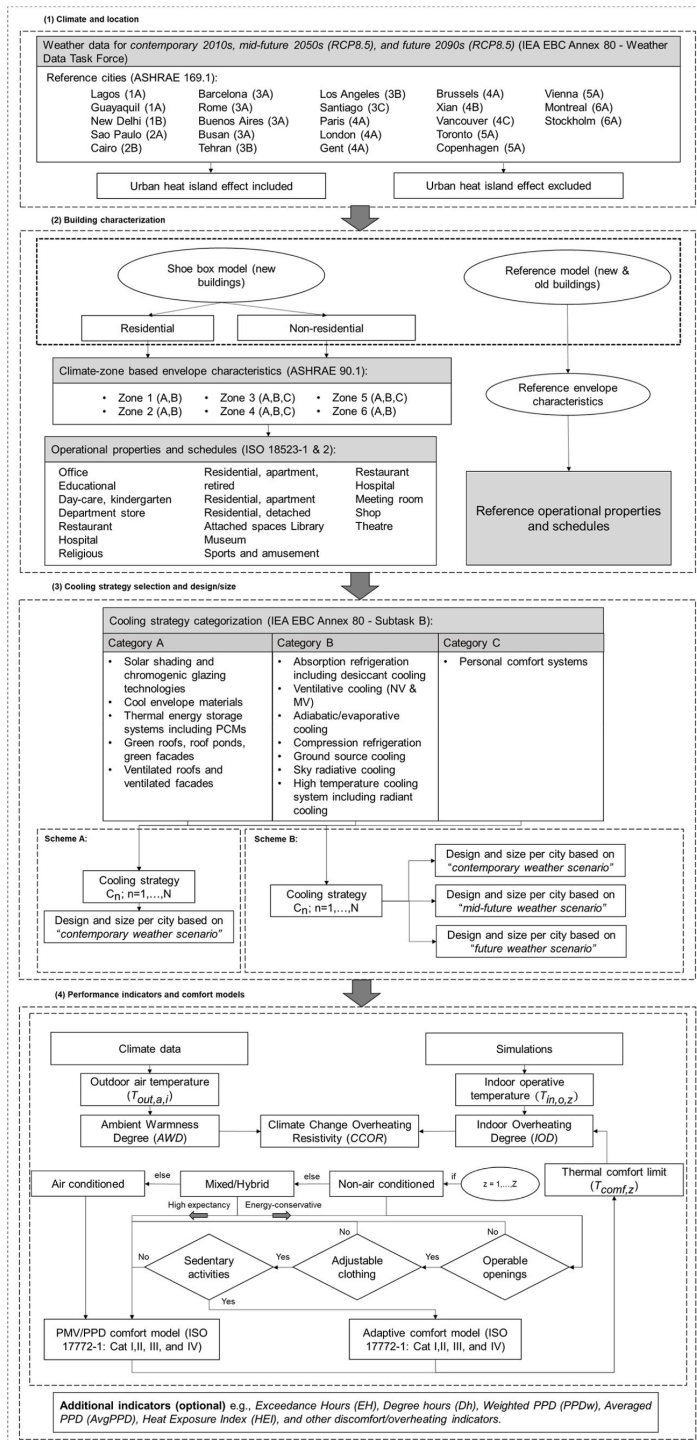 (1) Climate and location
Weather data for contemporary 2010s, mid-future 2050s (RCP8.5), and future 2090s (RCP8.5) (IEA EBC Annex 80 - Weather
Data Task Force)
Reference cities (ASHRAE 169.1):
Lagos (1A)
Guayaquil (1A)
New Delhi (1B)
Sao Paulo (2A)
Cairo (2B)
Barcelona (3A)
Rome (3A)
Buenos Aires (3A)
Busan (3A)
Tehran (3B)
Los Angeles (3B)
Santiago (3C)
Paris (4A)
London (4A)
Gent (4A)
Brussels (4A)
Xian (4B)
Vancouver (4C)
Toronto (5A)
Copenhagen (5A)
Vienna (5A)
Montreal (6A)
Stockholm (6A)
Urban heat island effect included
Urban heat island effect excluded
(2) Building characterization
Shoe box model (new
buildings)
Reference model (new &
old buildings)
Residential
Non-residential
Climate-zone based envelope characteristics (ASHRAE 90.1):
• Zone 1 (A,B)
• Zone 2 (A,B)
• Zone 3 (A,B,C)
• Zone 4 (A,B,C)
• Zone 5 (A,B,C)
• Zone 6 (A,B)
Reference envelope
characteristics
Operational properties and schedules (ISO 18523-1 & 2):
Office
Educational
Day-care, kindergarten
Department store
Restaurant
Hospital
Religious
Residential, apartment,
retired
Residential, apartment
Residential, detached
Attached spaces Library
Museum
Sports and amusement
Restaurant
Hospital
Meeting room
Shop
Theatre
Reference operational properties
and schedules
(3) Cooling strategy selection and design/size
Cooling strategy categorization (IEA EBC Annex 80 - Subtask B):
Category A
• Solar shading and
chromogenic glazing
technologies
• Cool envelope materials
• Thermal energy storage
systems including PCMs
• Green roofs, roof ponds,
green facades
• Ventilated roofs and
ventilated facades
Category B
• Absorption refrigeration
including desiccant cooling
• Ventilative cooling (NV &
MV)
• Adiabatic/evaporative
cooling
• Compression refrigeration
• Ground source cooling
• Sky radiative cooling
• High temperature cooling
system including radiant
cooling
Category C
• Personal comfort systems
Scheme A:
Cooling strategy
Cn; n=1,…,N
Design and size per city based on
“contemporary weather scenario”
Scheme B:
Cooling strategy
Cn; n=1,…,N
Design and size per city based on
“contemporary weather scenario”
Design and size per city based on
“mid-future weather scenario”
Design and size per city based on
“future weather scenario”
(4) Performance indicators and comfort models
Climate data
Simulations
Outdoor air temperature
(Tout,a,i)
Indoor operative
temperature (Tin,o,z)
Ambient Warmness
Degree (AWD)
Climate Change Overheating
Resistivity (CCOR)
Indoor Overheating
Degree (IOD)
Air conditioned
else
Mixed/Hybrid
else
Non-air conditioned
if
z = 1,…,Z
Thermal comfort limit
(Tcomf,z)
High expectancy
Energy-conservative
No
No
No
Sedentary
activities
Yes
Adjustable
clothing
Yes
Operable
openings
Yes
PMV/PPD comfort model (ISO
17772-1: Cat I,II, III, and IV)
Adaptive comfort model (ISO
17772-1: Cat I,II, III, and IV)
Additional indicators (optional) e.g., Exceedance Hours (EH), Degree hours (Dh), Weighted PPD (PPDw), Averaged
PPD (AvgPPD), Heat Exposure Index (HEI), and other discomfort/overheating indicators.